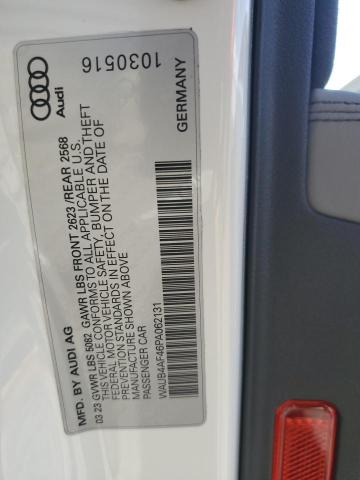 Audi
1030516
MFD. BY AUDI AG
03 23 GVWR LBS 5082 GAWR LBS FRONT 2623 /REAR 2568
THIS VEHICLE CONFORMS TO ALL APPLICABLE U.S.
FEDERAL MOTOR VEHICLE SAFETY, BUMPER AND THEFT
PREVENTION STANDARDS IN EFFECT ON THE DATE OF
MANUFACTURE SHOWN ABOVE
PASSENGER CAR
GERMANY
WAUB4AF46PA062131